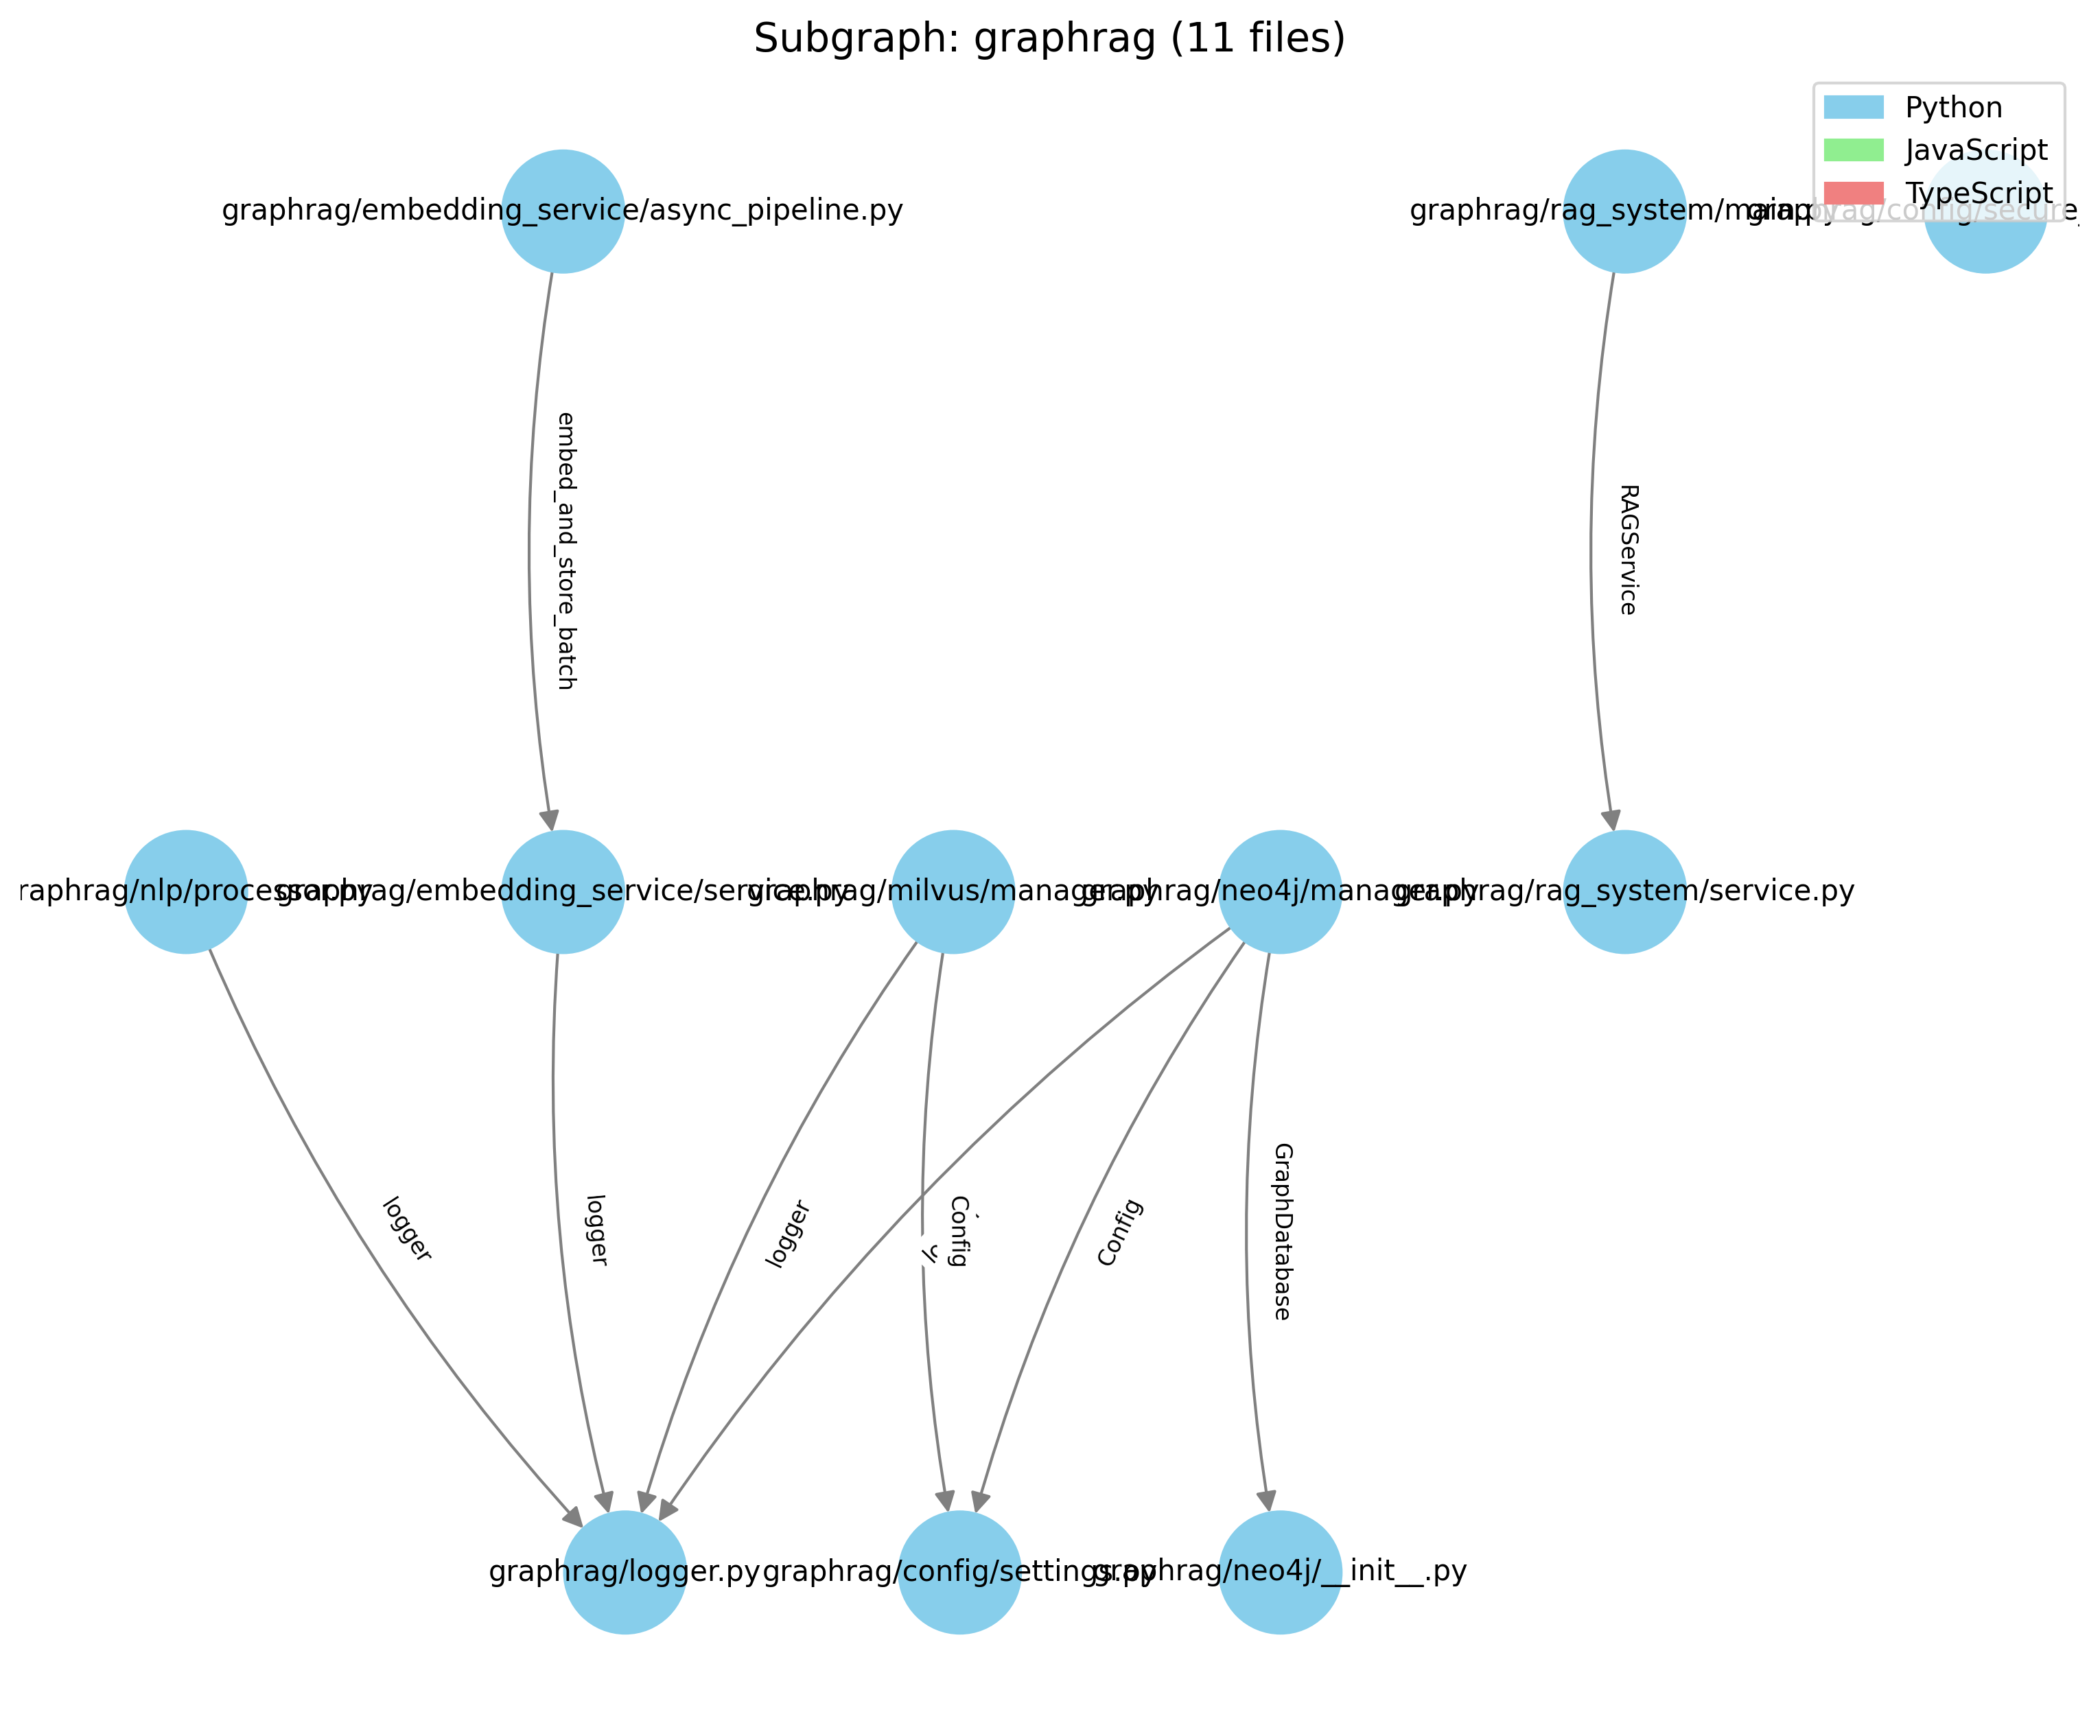 Subgraph: graphrag (11 files)
Python
JavaScript
TypeScript
graphrag/embedding_service/async_pipeline.py
graphrag/rag_system/main.py
graphrag/config/secure_
embed_and_store_batch
RAGService
raphrag/nlp/processor.py
graphrag/embedding_service/service.py
graphrag/milvus/manager.py
graphrag/neo4j/manager.py
graphrag/rag_system/service.py
logger
logger
logger
Config
Config
GraphDatabase
graphrag/logger.py
graphrag/config/settings.py
graphrag/neo4j/__init__.py